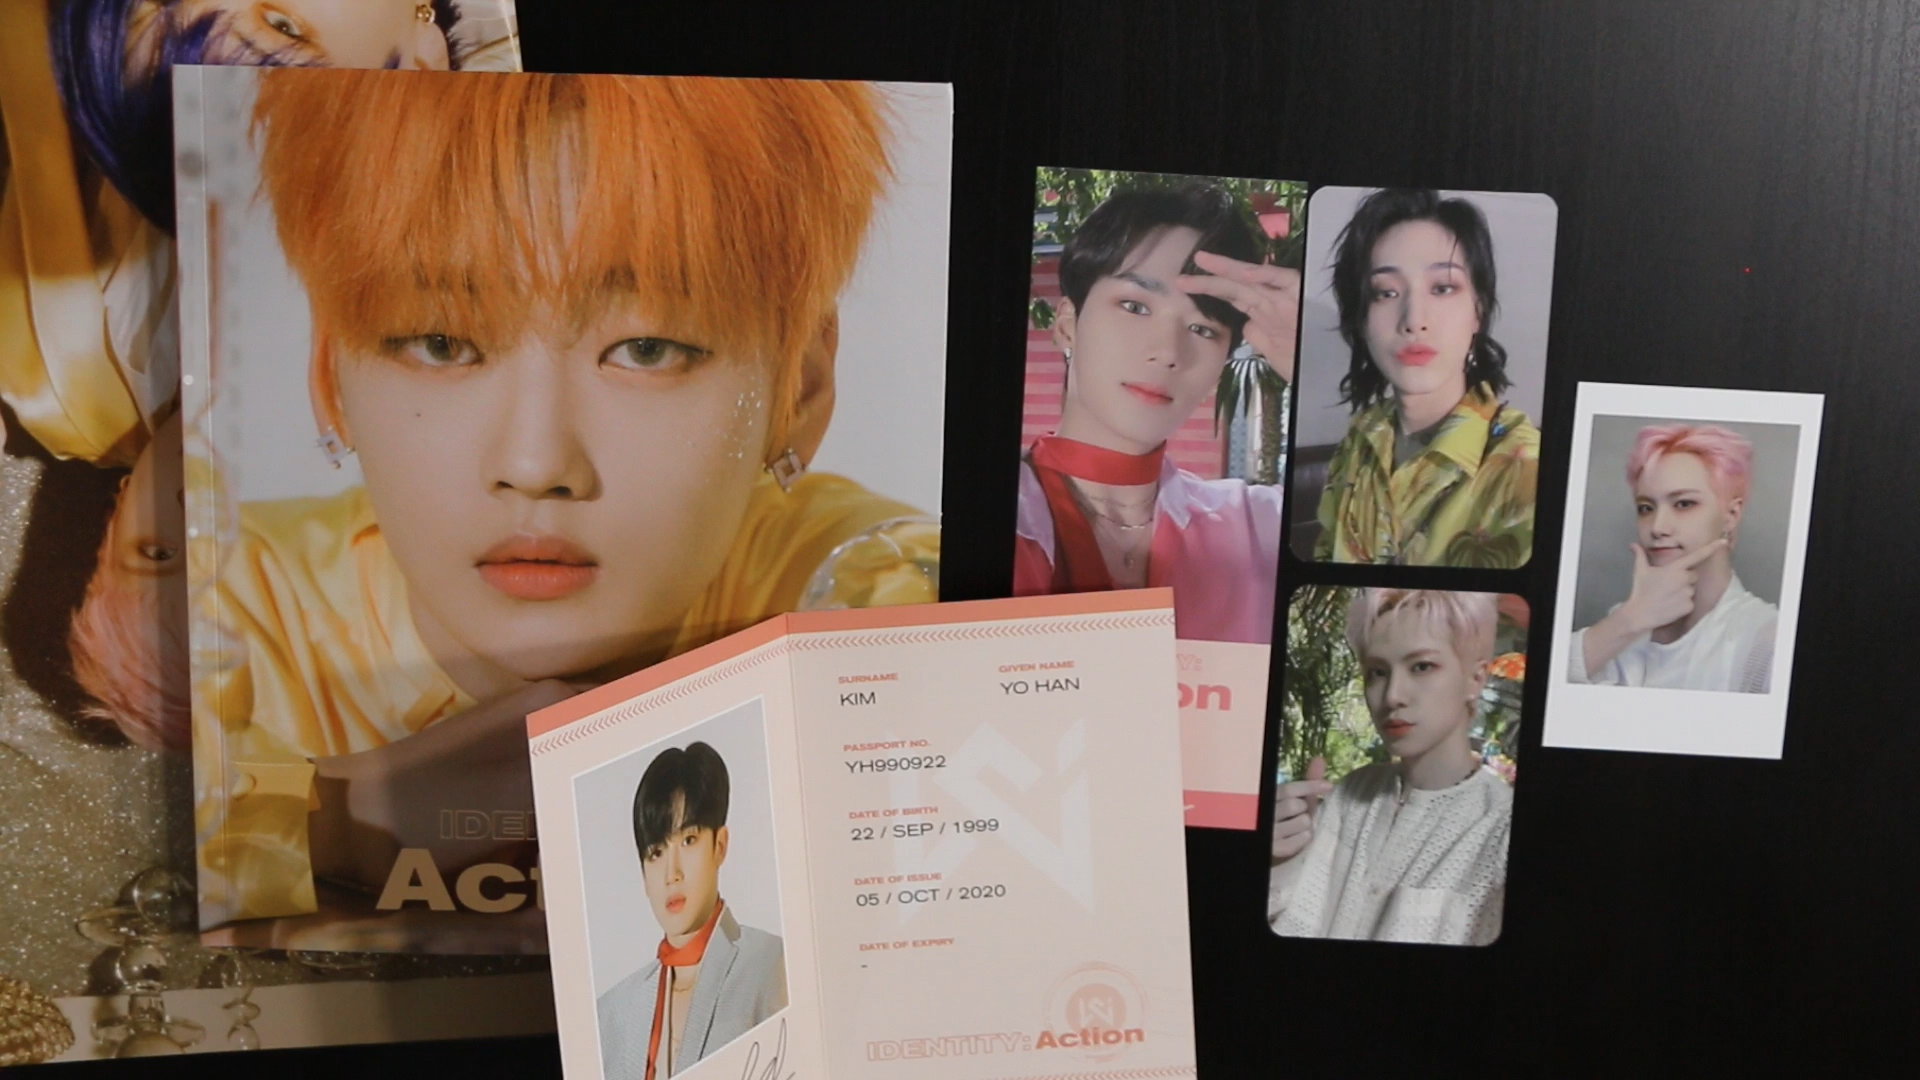 IDE
Act
SURNAME
KIM
GIVEN NAME
YO HAN
PASSPORT NO.
YH990922
DATE OF BIRTH
22 / SEP / 1999
DATE OF ISSUE
05 / OCT / 2020
DATE OF EXPIRY
-
IDENTITY: Action
Y:
on